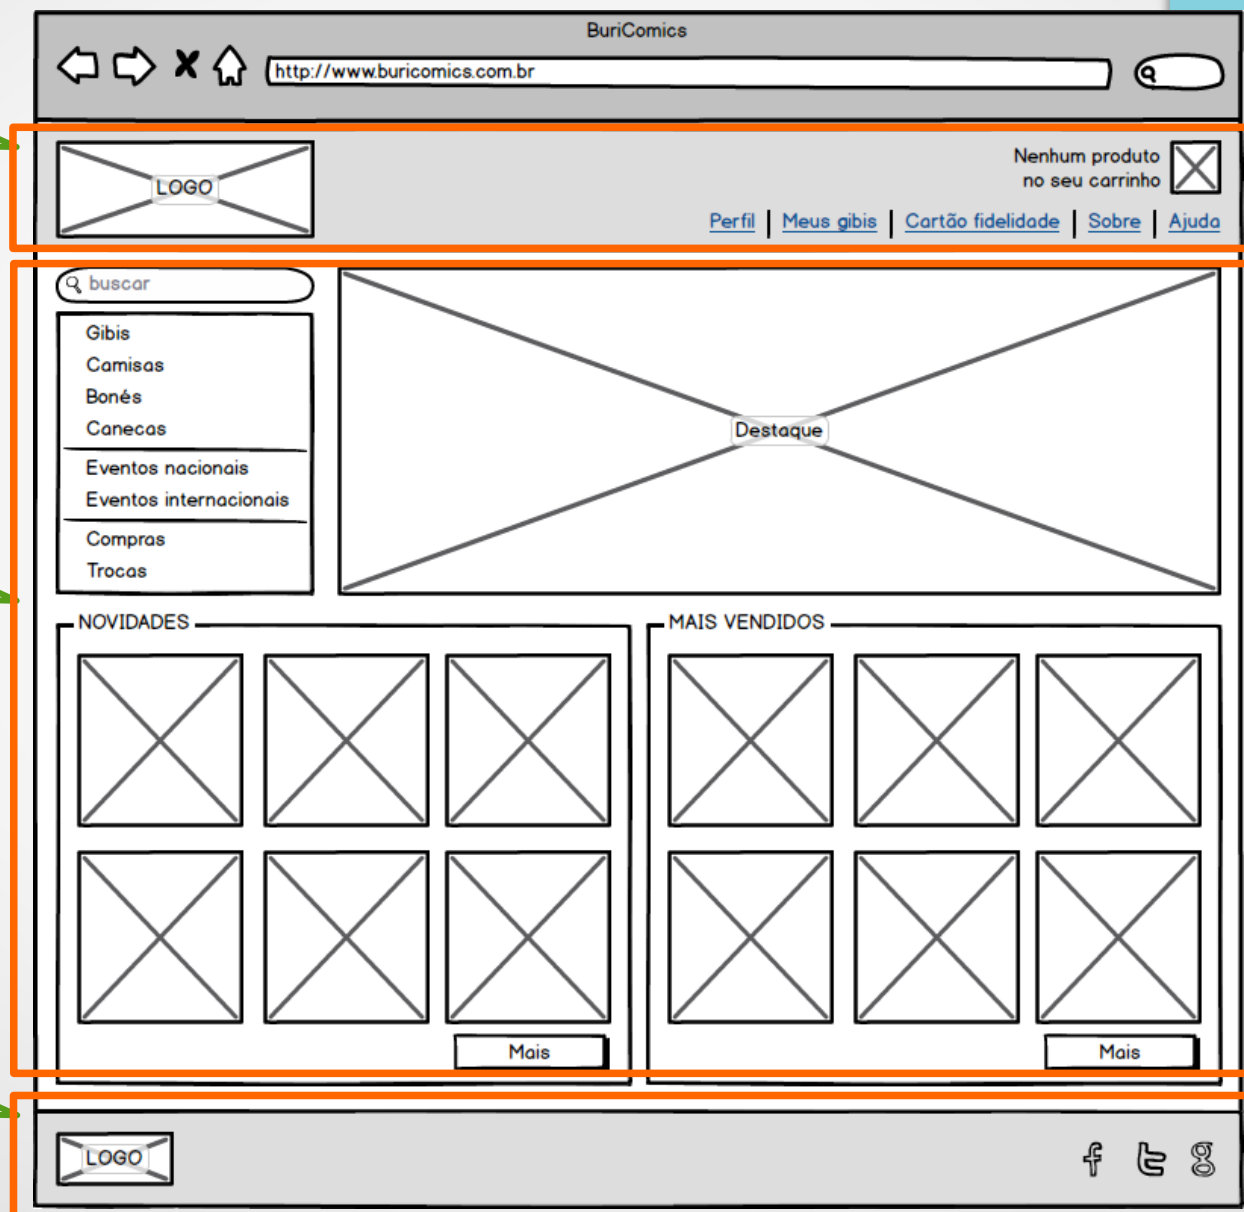 BuriComics
http://www.buricomics.com.br
LOGO
Nenhum produto
no seu carrinho
Perfil | Meus gibis | Cartão fidelidade | Sobre | Ajuda
buscar
Gibis
Camisas
Bonés
Canecas
Eventos nacionais
Eventos internacionais
Compras
Trocas
Destaque
NOVIDADES
Mais
MAIS VENDIDOS
Mais
LOGO